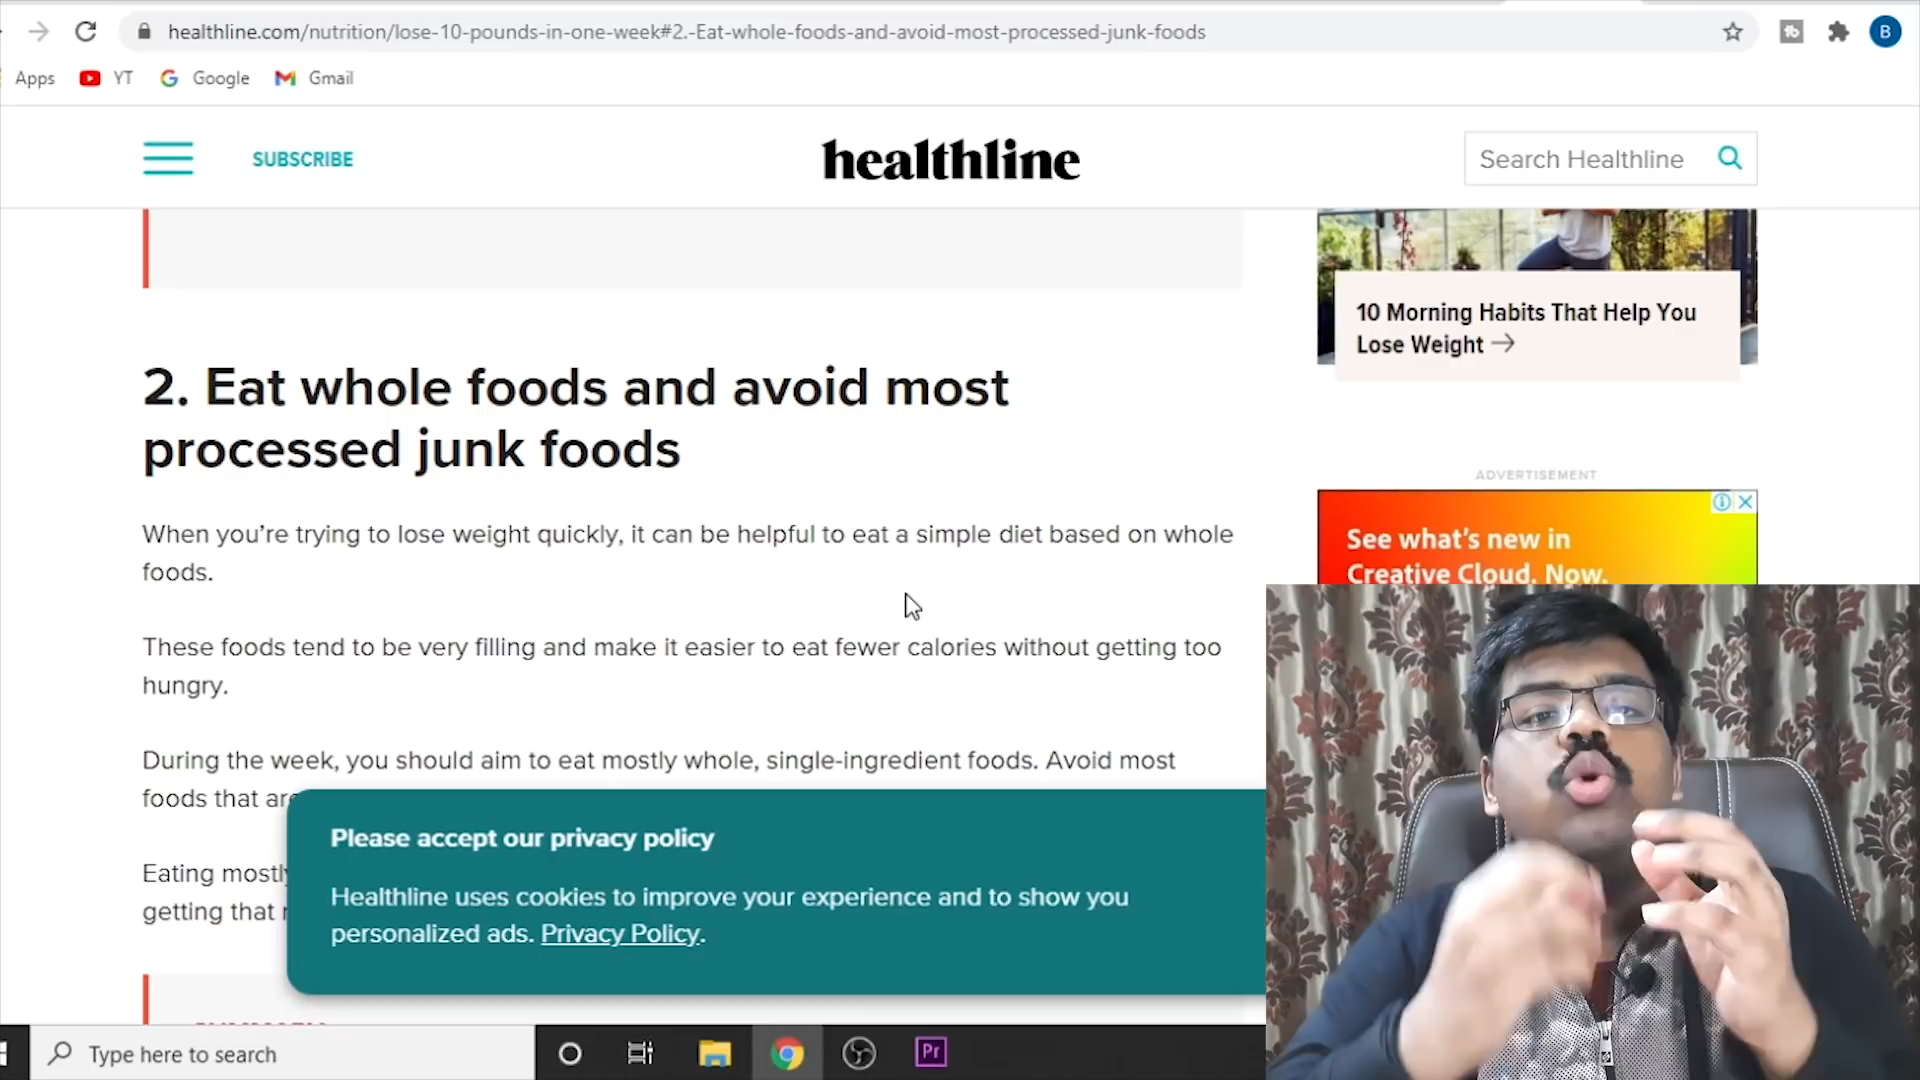 healthline.com/nutrition/lose-10-pounds-in-one-week#2.-Eat-whole-foods-and-avoid-most-processed-junk-foods
B
Apps YT Google Gmail
SUBSCRIBE
healthline
Search Healthline
10 Morning Habits That Help You
Lose Weight →
2. Eat whole foods and avoid most
processed junk foods
ADVERTISEMENT
See what's new in
Creative Cloud. Now.
When you're trying to lose weight quickly, it can be helpful to eat a simple diet based on whole
foods.
These foods tend to be very filling and make it easier to eat fewer calories without getting too
hungry.
During the week, you should aim to eat mostly whole, single-ingredient foods. Avoid most
foods that are
Eating mostly
getting that
Please accept our privacy policy
Healthline uses cookies to improve your experience and to show you
personalized ads. Privacy Policy.
Type here to search
Pr